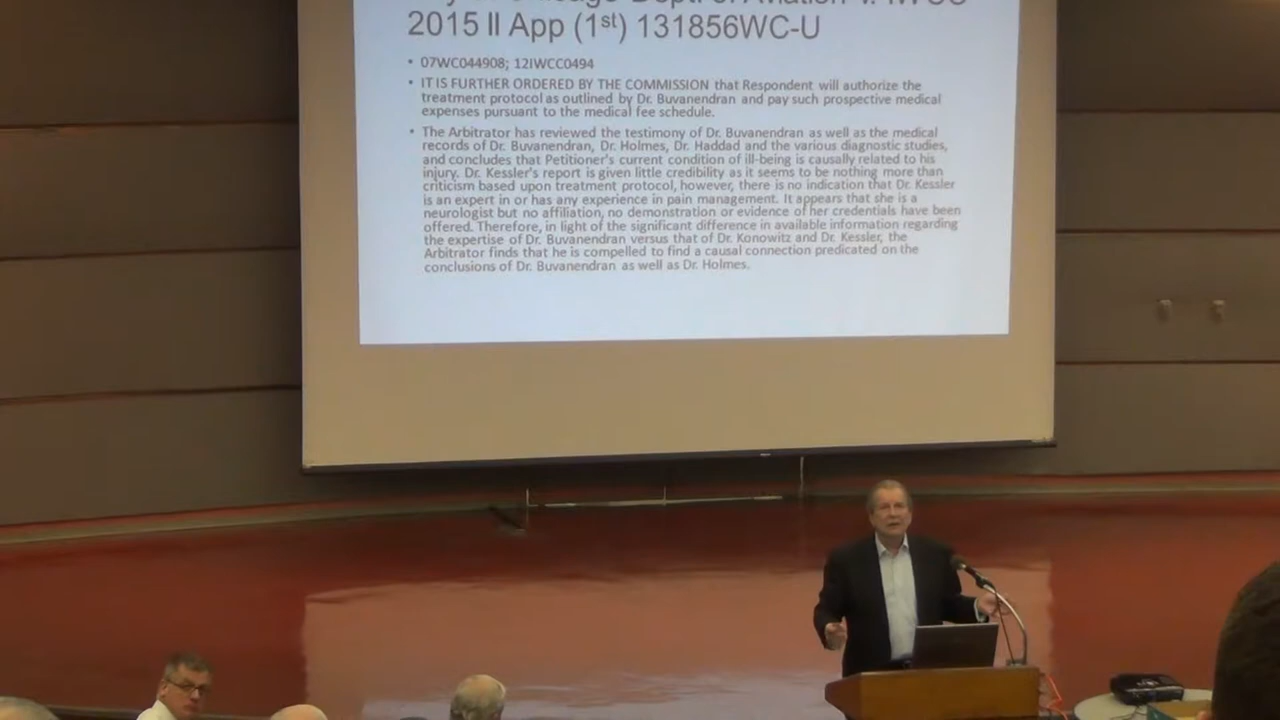 2015 Il App (1st) 131856WC-U
• 07WC044908; 12IWCC0494
• IT IS FURTHER ORDERED BY THE COMMISSION that Respondent will authorize the
treatment protocol as outlined by Dr. Buvanendran and pay such prospective medical
expenses pursuant to the medical fee schedule.
• The Arbitrator has reviewed the testimony of Dr. Buvanendran as well as the medical
records of Dr. Buvanendran, Dr. Holmes, Dr. Haddad and the various diagnostic studies,
and concludes that Petitioner's current condition of ill-being is causally related to his
injury. Dr. Kessler's report is given little credibility as it seems to be nothing more than
criticism based upon treatment protocol, however, there is no indication that Dr. Kessler
is an expert in or has any experience in pain management. It appears that she is a
neurologist but no affiliation, no demonstration or evidence of her credentials have been
offered. Therefore, in light of the significant difference in available information regarding
the expertise of Dr. Buvanendran versus that of Dr. Konowitz and Dr. Kessler, the
Arbitrator finds that he is compelled to find a causal connection predicated on the
conclusions of Dr. Buvanendran as well as Dr. Holmes.